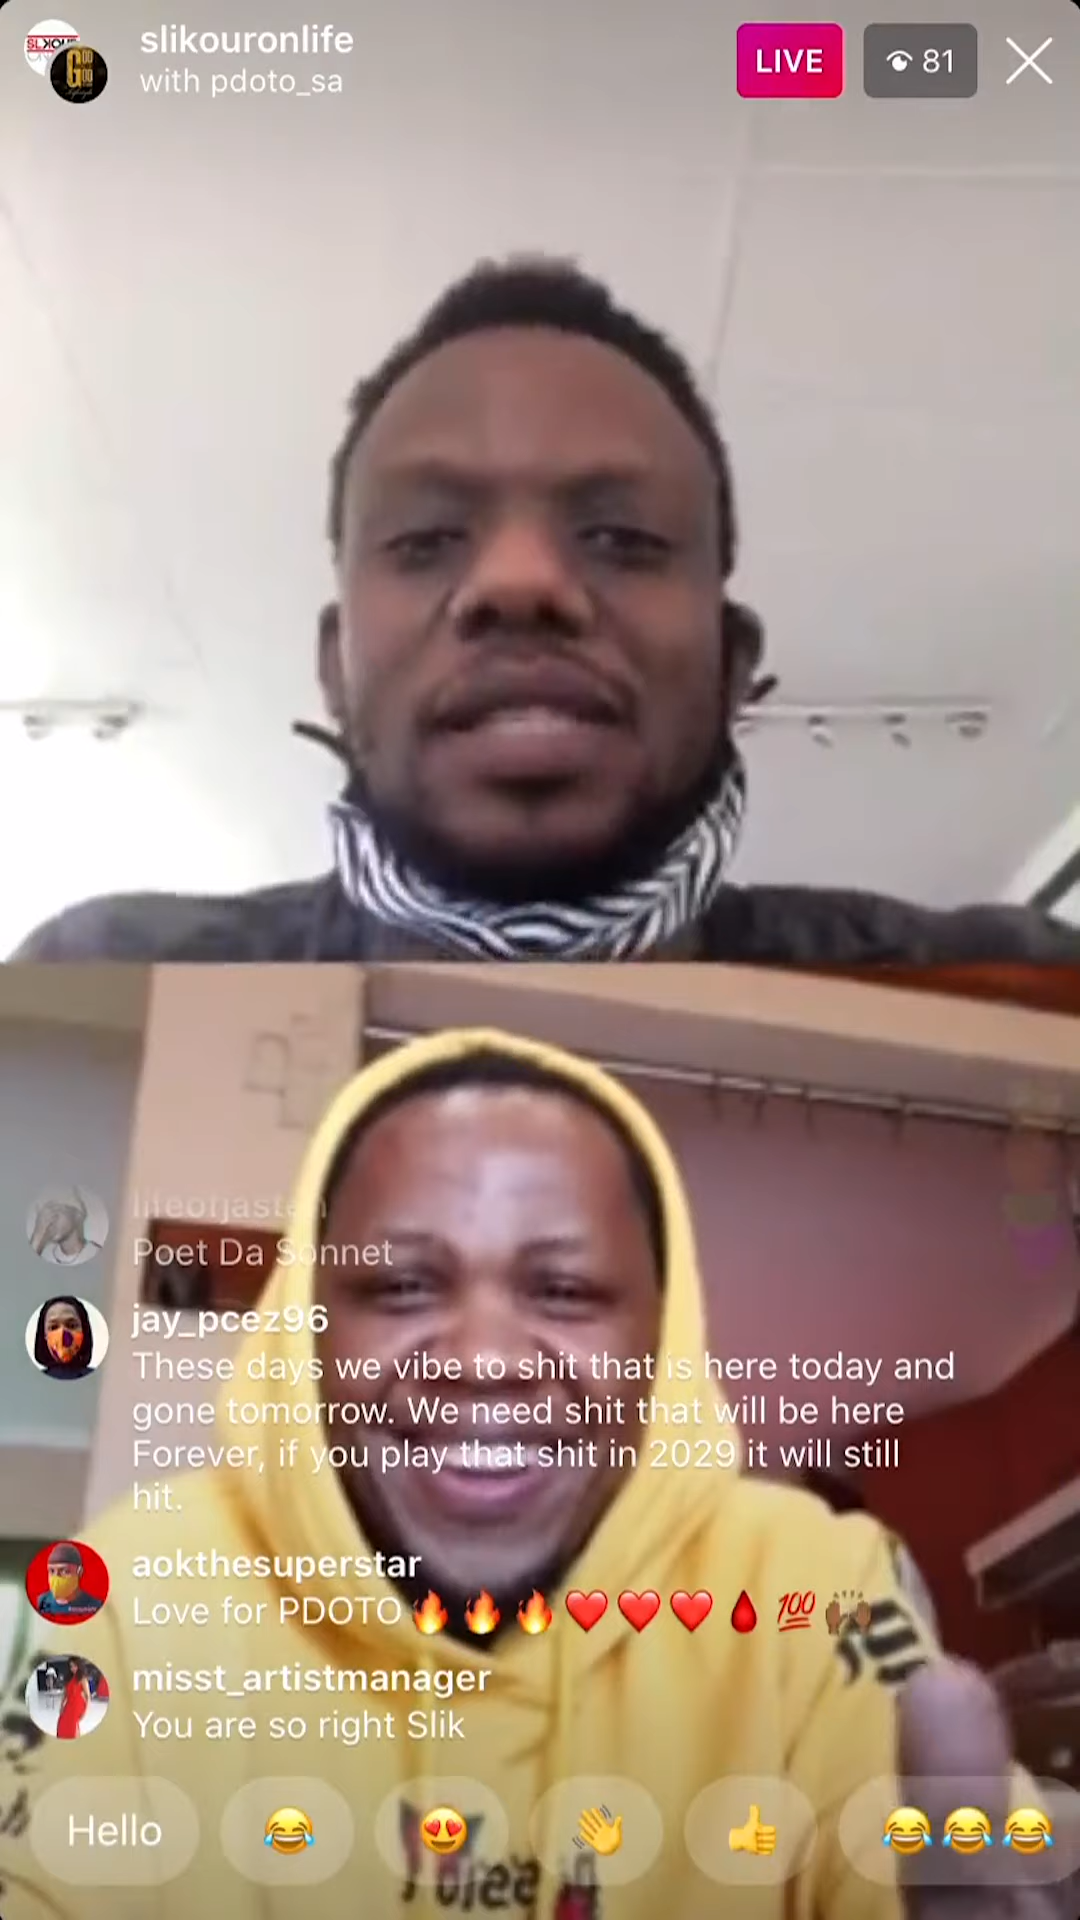 slikouronlife
with pdoto_sa
LIVE
81
Poet Da Sonnet
jay_pcez96
These days we vibe to shit that is here today and
gone tomorrow. We need shit that will be here
Forever, if you play that shit in 2029 it will still
hit.
aokthesuperstar
Love for PDOTO🔥🔥🔥❤️❤️❤️🩸💯🙌🏾
misst_artistmanager
You are so right Slik
Hello 😂 😍 👋 👍 😂😂😂